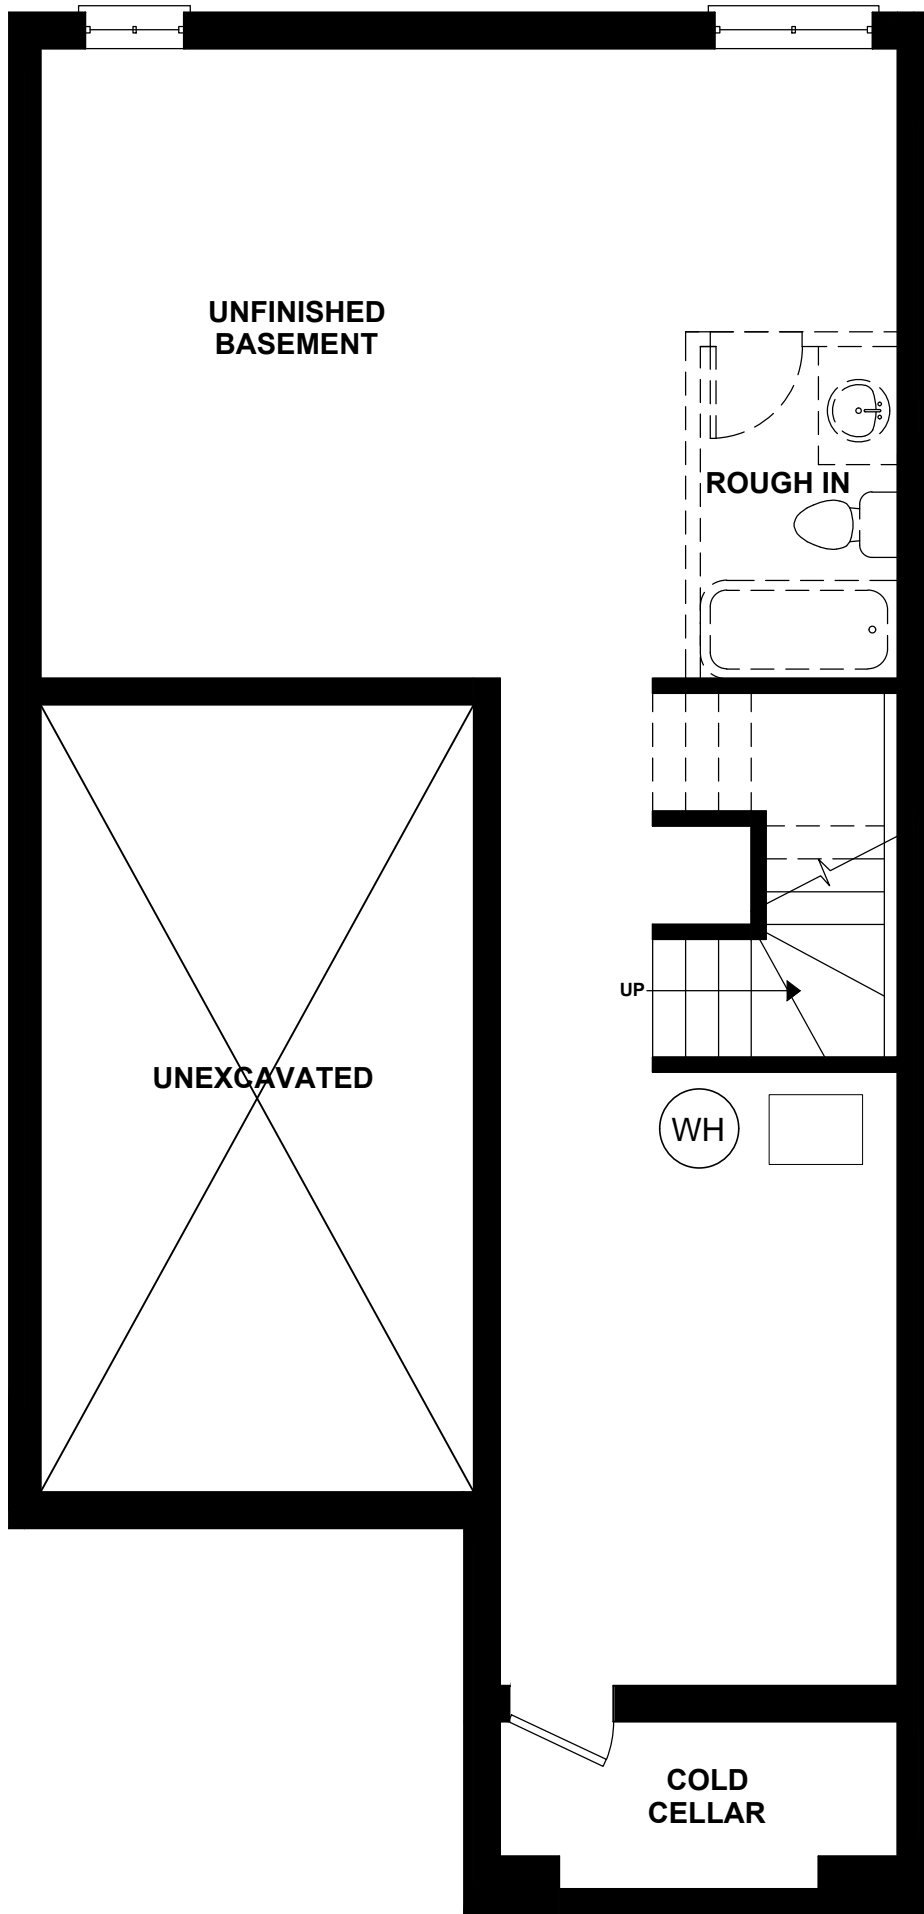 UNFINISHED
BASEMENT
ROUGH IN
UP
UNEXCAVATED
WH
COLD
CELLAR